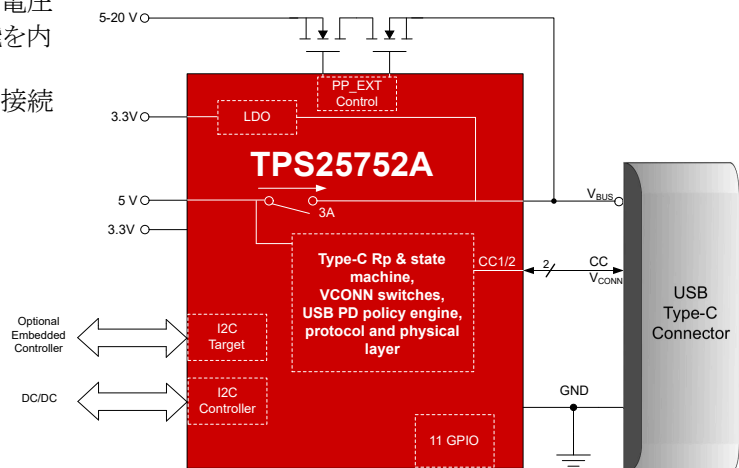 電圧
を内
接続
5-20 V
PP_EXT
Control
3.3V
LDO
TPS25752A
5 V
3A
3.3V
VBUS
Type-C Rp & state
machine,
VCONN switches,
USB PD policy engine,
protocol and physical
layer
CC1/2
2
CC
VCONN
USB
Type-C
Connector
Optional
Embedded
Controller
I2C
Target
DC/DC
I2C
Controller
GND
11 GPIO